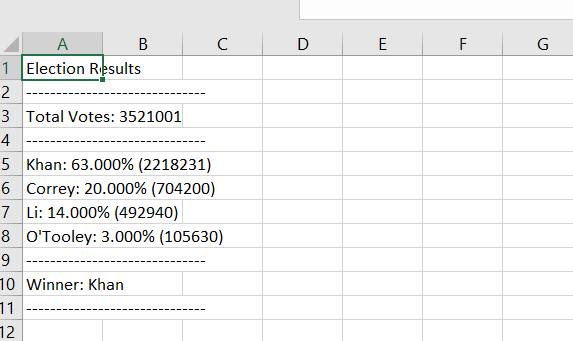 A B C D E F G
1 Election Results
2 ------------------------------
3 Total Votes: 3521001
4 ------------------------------
5 Khan: 63.000% (2218231)
6 Correy: 20.000% (704200)
7 Li: 14.000% (492940)
8 O'Tooley: 3.000% (105630)
9 ------------------------------
10 Winner: Khan
11 ------------------------------
12